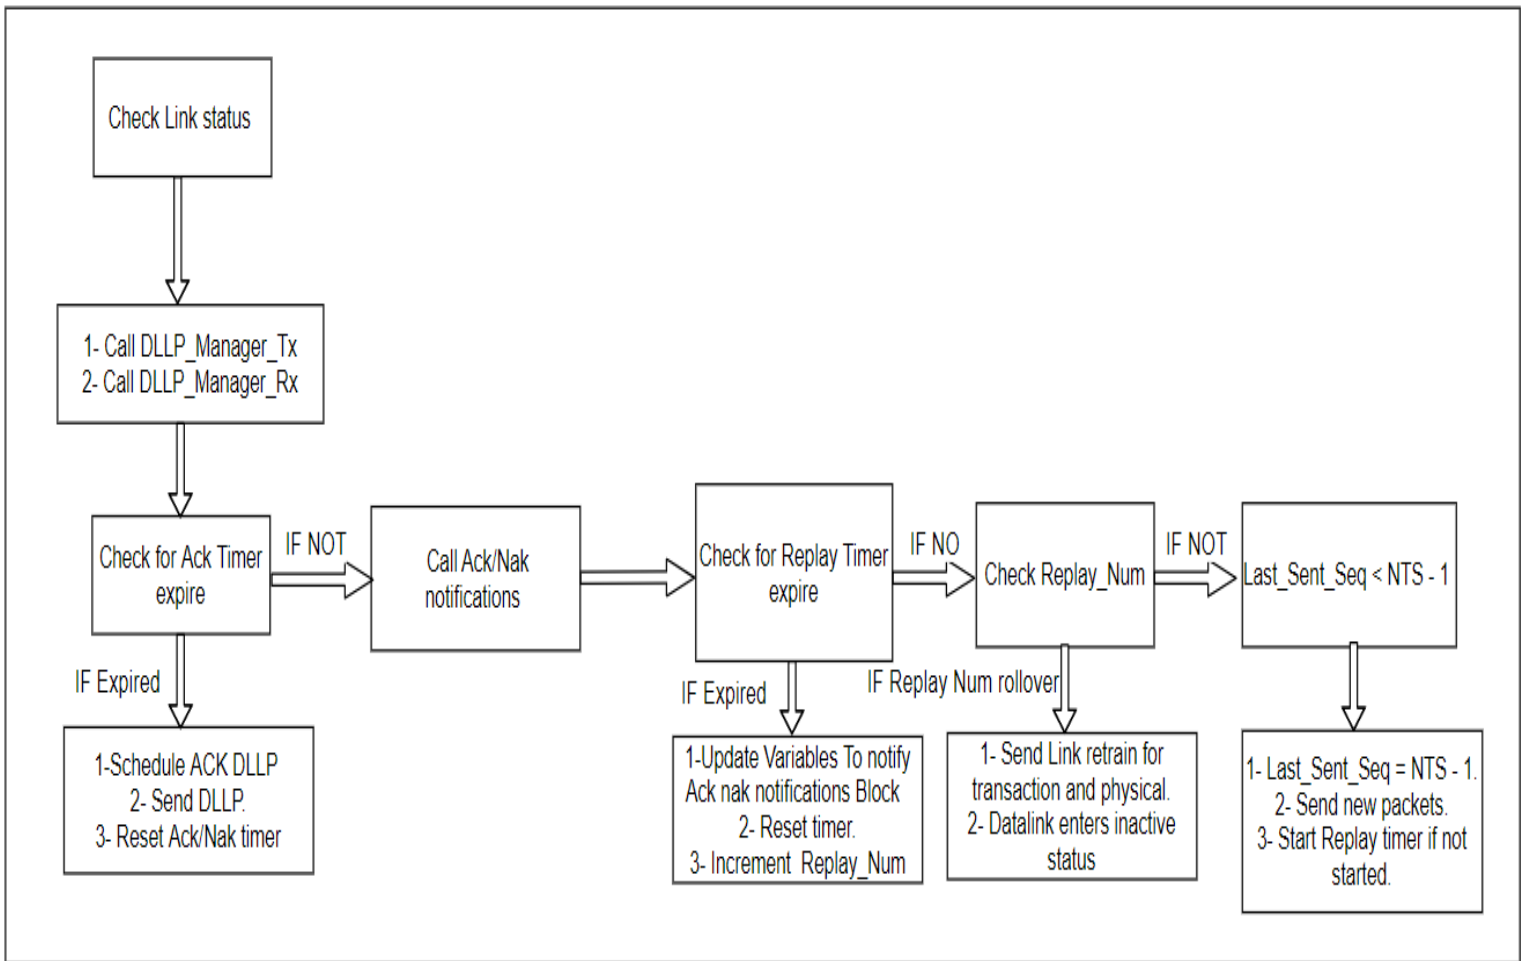 Check Link status
1- Call DLLP_Manager_Tx
2- Call DLLP_Manager_Rx
Check for Ack Timer
expire
IF NOT
Call Ack/Nak
notifications
Check for Replay Timer
expire
IF NO
Check Replay_Num
IF NOT
Last_Sent_Seq < NTS - 1
IF Expired
IF Expired
IF Replay Num rollover
1-Schedule ACK DLLP
2- Send DLLP.
3- Reset Ack/Nak timer
1-Update Variables To notify
Ack nak notifications Block
2- Reset timer.
3- Increment Replay_Num
1- Send Link retrain for
transaction and physical.
2- Datalink enters inactive
status
1- Last_Sent_Seq = NTS - 1.
2- Send new packets.
3- Start Replay timer if not
started.